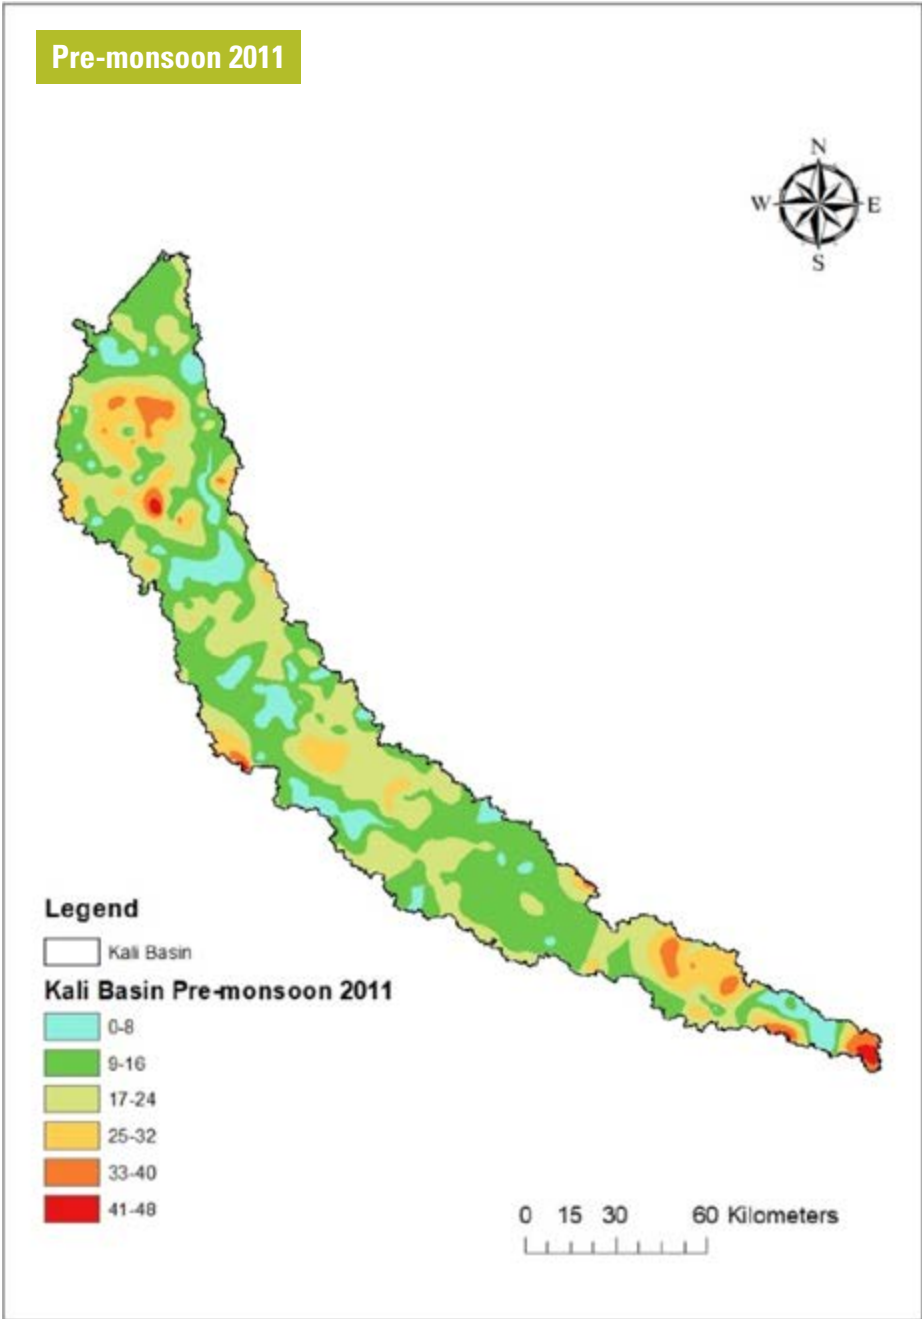 Pre-monsoon 2011
N
W E
S
Legend
Kali Basin
Kali Basin Pre-monsoon 2011
0-8
9-16
17-24
25-32
33-40
41-48
0 15 30 60 Kilometers